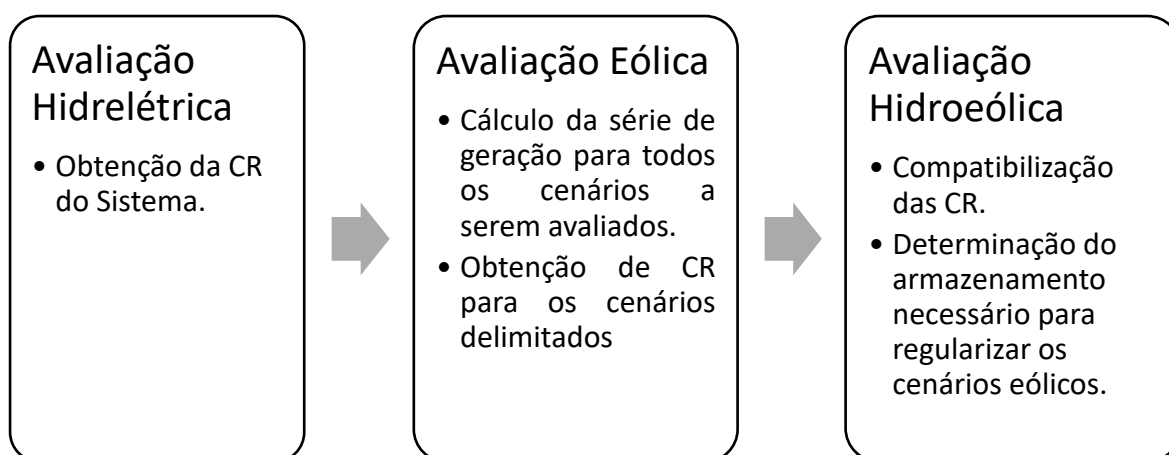 Avaliação
Hidrelétrica
• Obtenção da CR
do Sistema.
Avaliação Eólica
• Cálculo da série de
geração para todos
os cenários a
serem avaliados.
• Obtenção de CR
para os cenários
delimitados
Avaliação
Hidroeólica
• Compatibilização
das CR.
• Determinação do
armazenamento
necessário para
regularizar os
cenários eólicos.